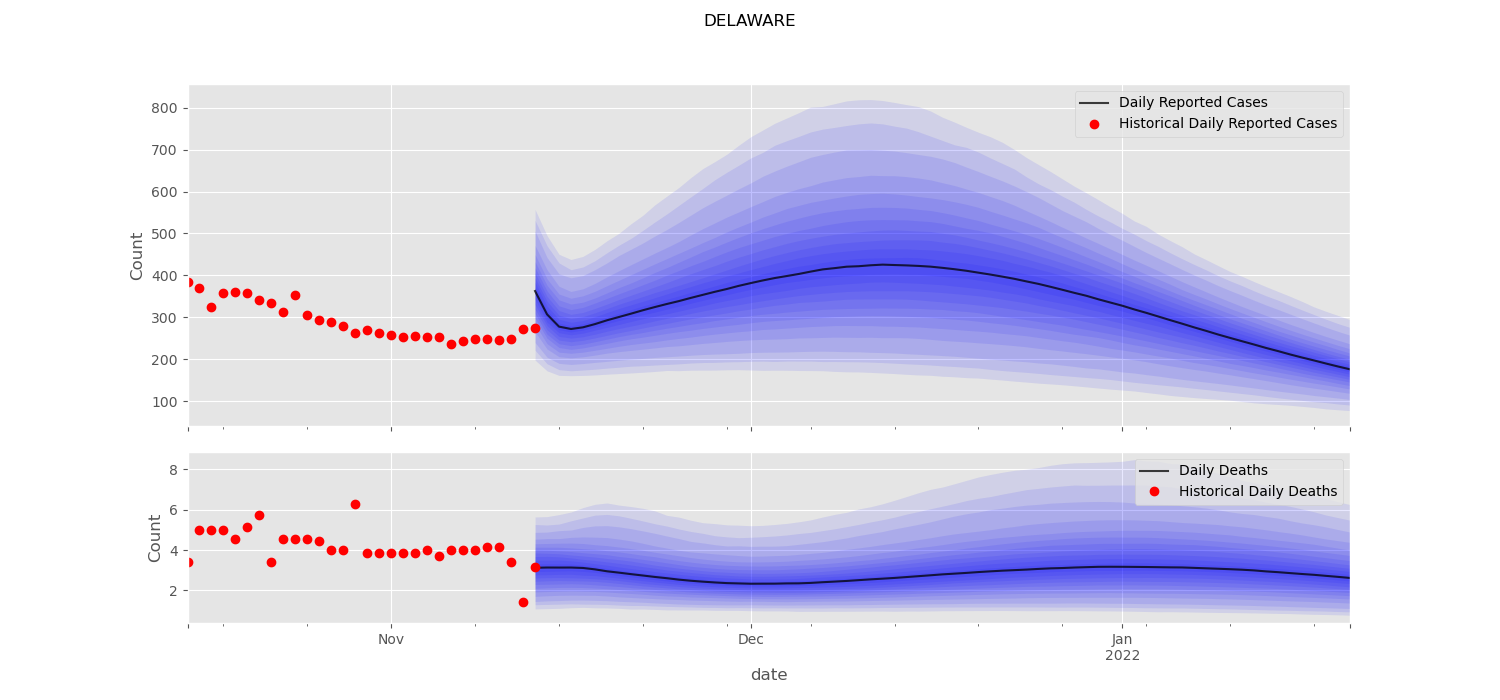 DELAWARE
Daily Reported Cases
Historical Daily Reported Cases
800
700
600
500
400
300
200
100
Count
Daily Deaths
Historical Daily Deaths
8
6
4
2
Count
Nov
Dec
Jan
2022
date